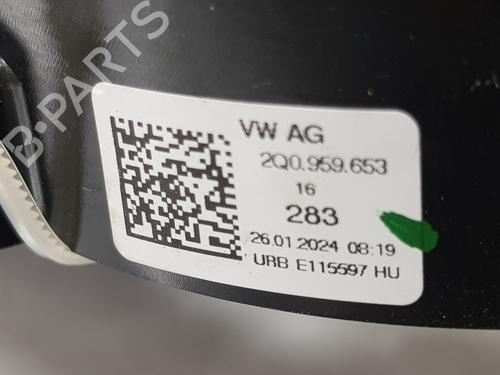 B-PARTS
VW AG
2Q0.959.653
16
283
26.01.2024 08:19
URB E115597 HU